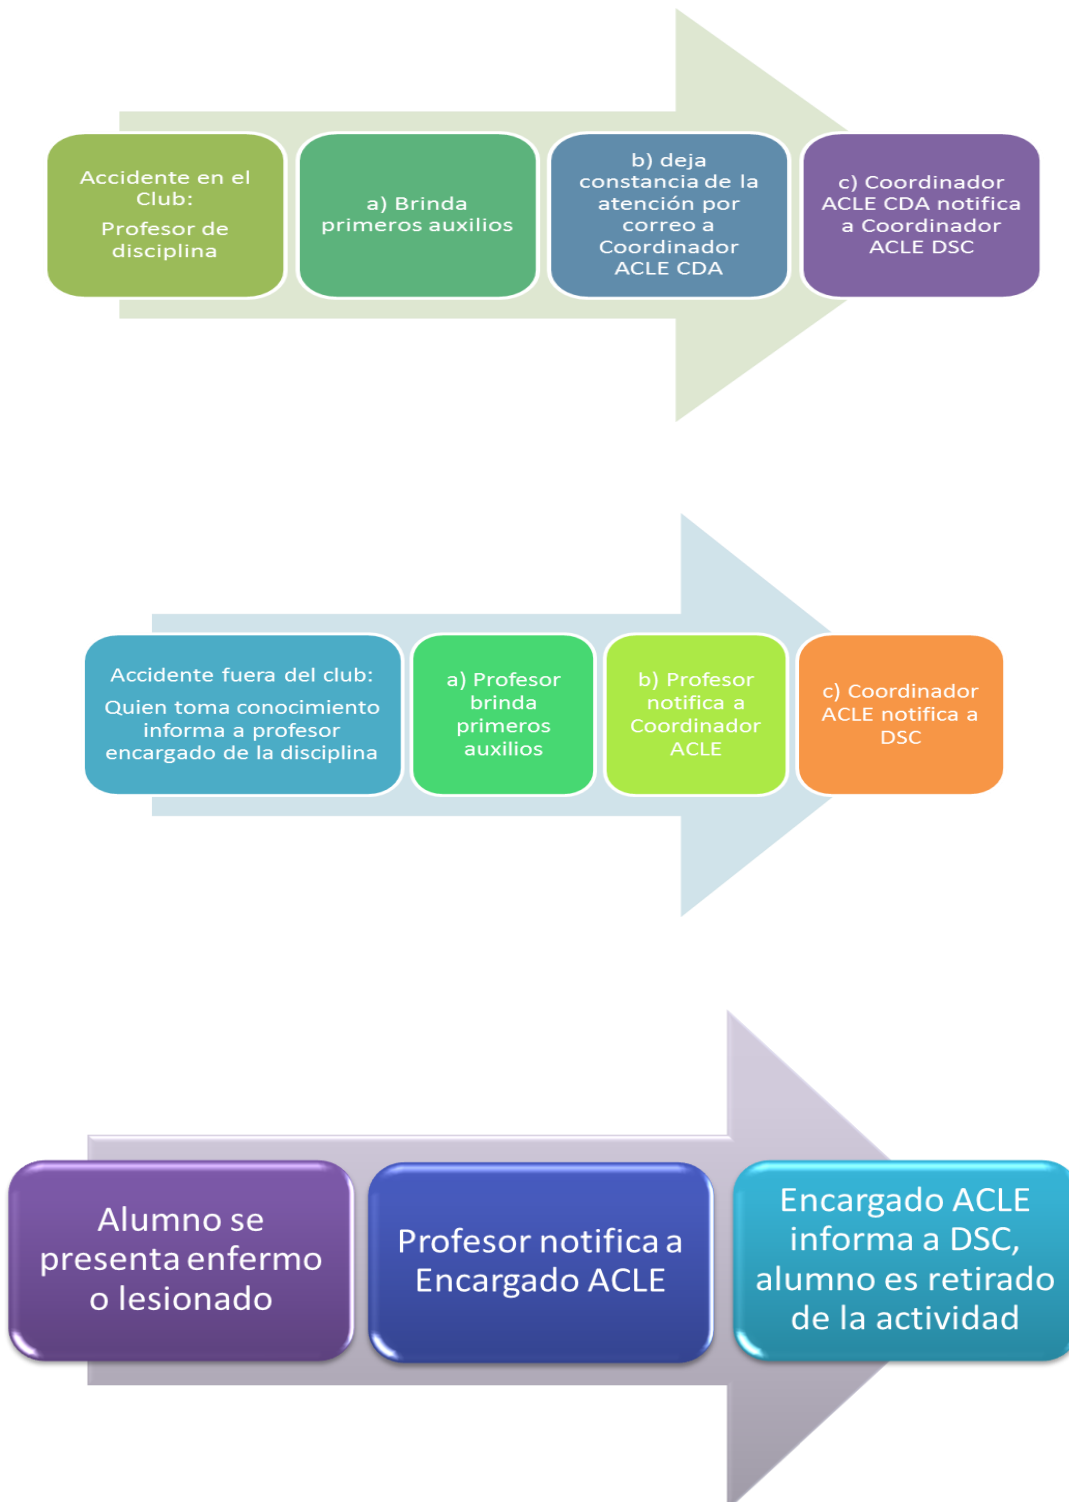 Accidente en el
Club:
Profesor de
disciplina
a) Brinda
primeros auxilios
b) deja
constancia de la
atención por
correo a
Coordinador
ACLE CDA
c) Coordinador
ACLE CDA notifica
a Coordinador
ACLE DSC
Accidente fuera del club:
Quien toma conocimiento
informa a profesor
encargado de la disciplina
a) Profesor
brinda
primeros
auxilios
b) Profesor
notifica a
Coordinador
ACLE
c) Coordinador
ACLE notifica a
DSC
Alumno se
presenta enfermo
o lesionado
Profesor notifica a
Encargado ACLE
Encargado ACLE
informa a DSC,
alumno es retirado
de la actividad